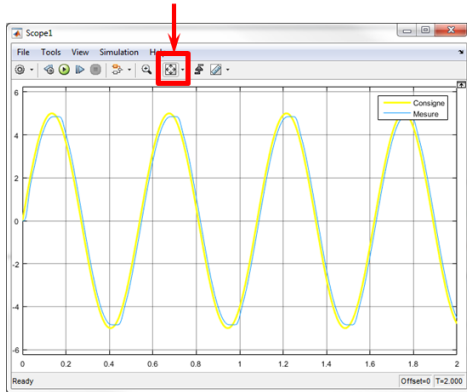 Scope1
File Tools View Simulation Help
6
4
2
0
-2
-4
-6
Consigne
Mesure
0 0.2 0.4 0.6 0.8 1 1.2 1.4 1.6 1.8 2
Ready Offset=0 T=2.000